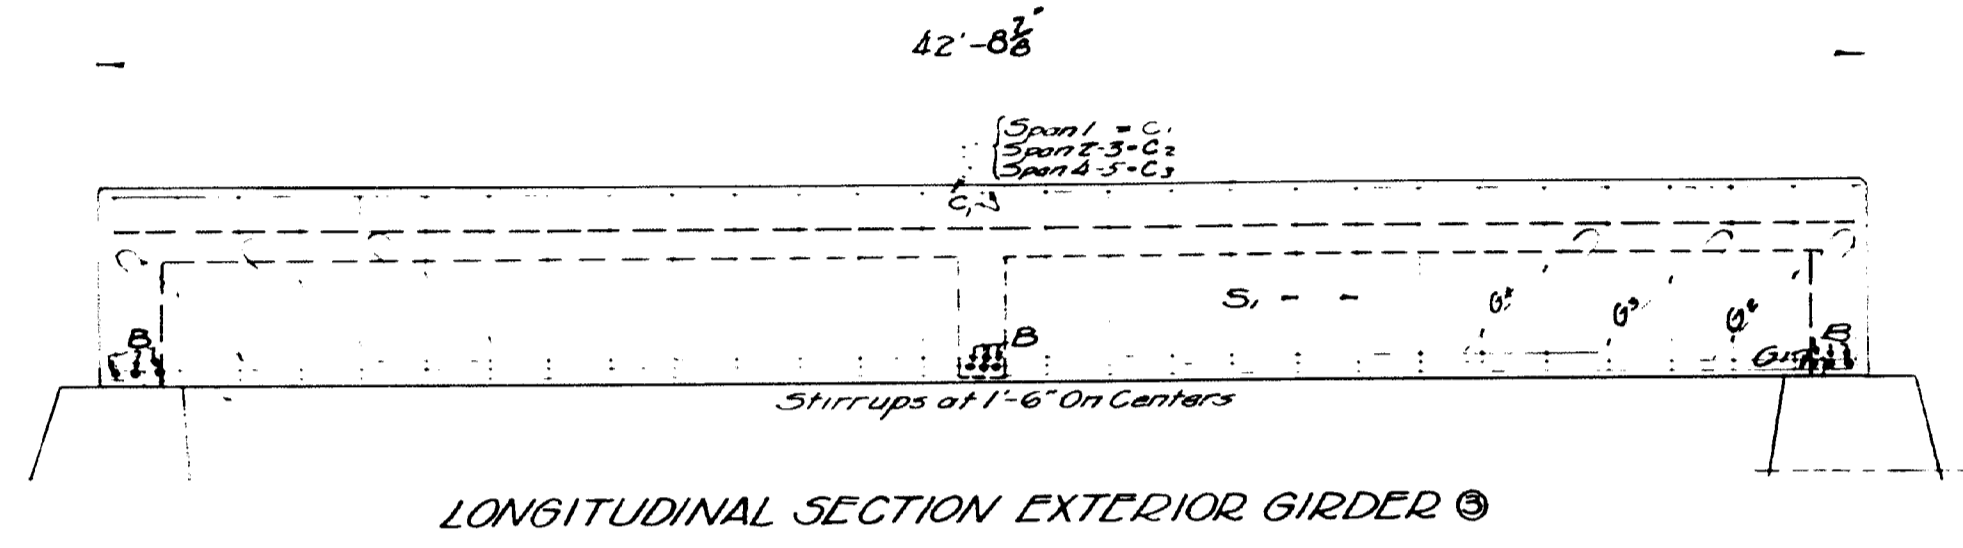 42'-8⅞"
Span 1 = C1
Span 2-3 = C2
Span 4-5 = C3
C1-3
S1
B
B
B
Stirrups at 1'-6" On Centers
LONGITUDINAL SECTION EXTERIOR GIRDER ③